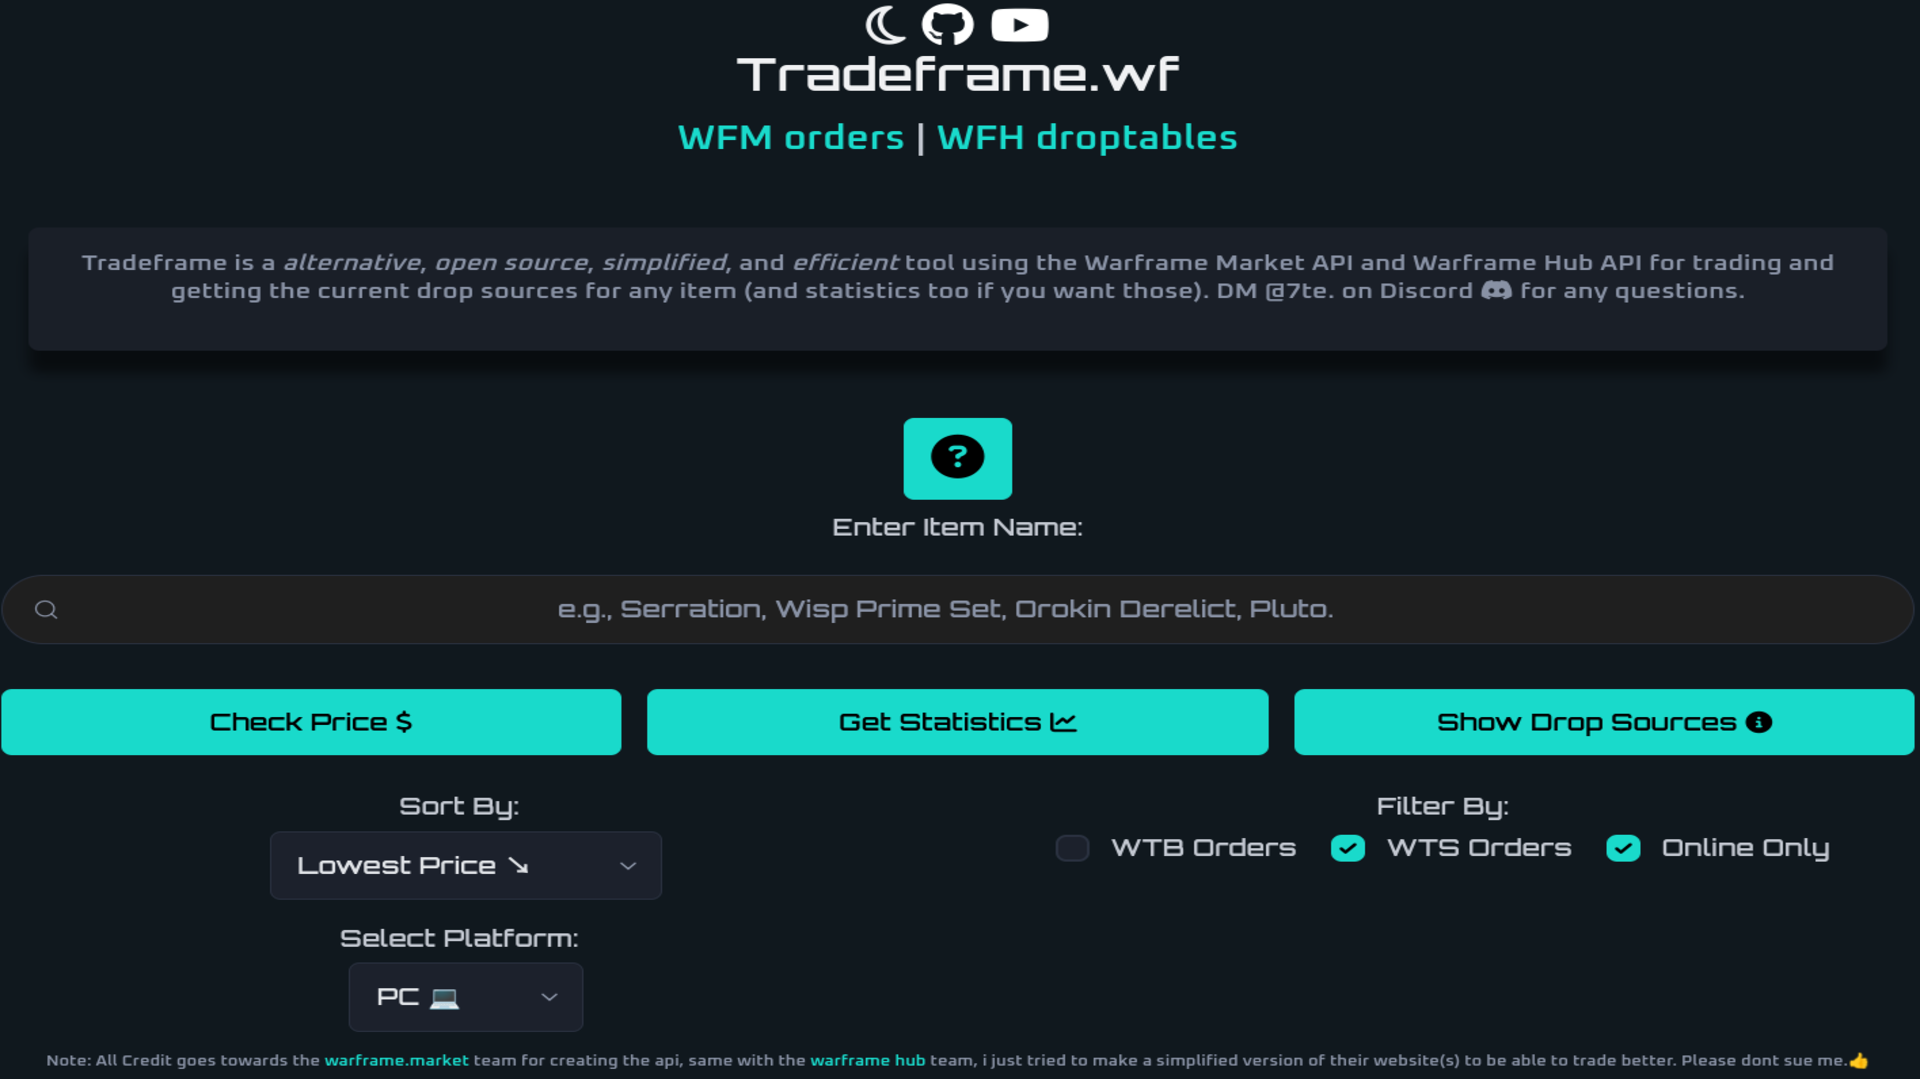 Tradeframe.wf
WFM orders | WFH droptables
Tradeframe is a alternative, open source, simplified, and efficient tool using the Warframe Market API and Warframe Hub API for trading and
getting the current drop sources for any item (and statistics too if you want those). DM @7te. on Discord for any questions.
?
Enter Item Name:
e.g., Serration, Wisp Prime Set, Orokin Derelict, Pluto.
Check Price $
Get Statistics
Show Drop Sources
Sort By:
Lowest Price ↘
Filter By:
WTB Orders WTS Orders Online Only
Select Platform:
PC 💻
Note: All Credit goes towards the warframe.market team for creating the api, same with the warframe hub team, i just tried to make a simplified version of their website(s) to be able to trade better. Please dont sue me.👍